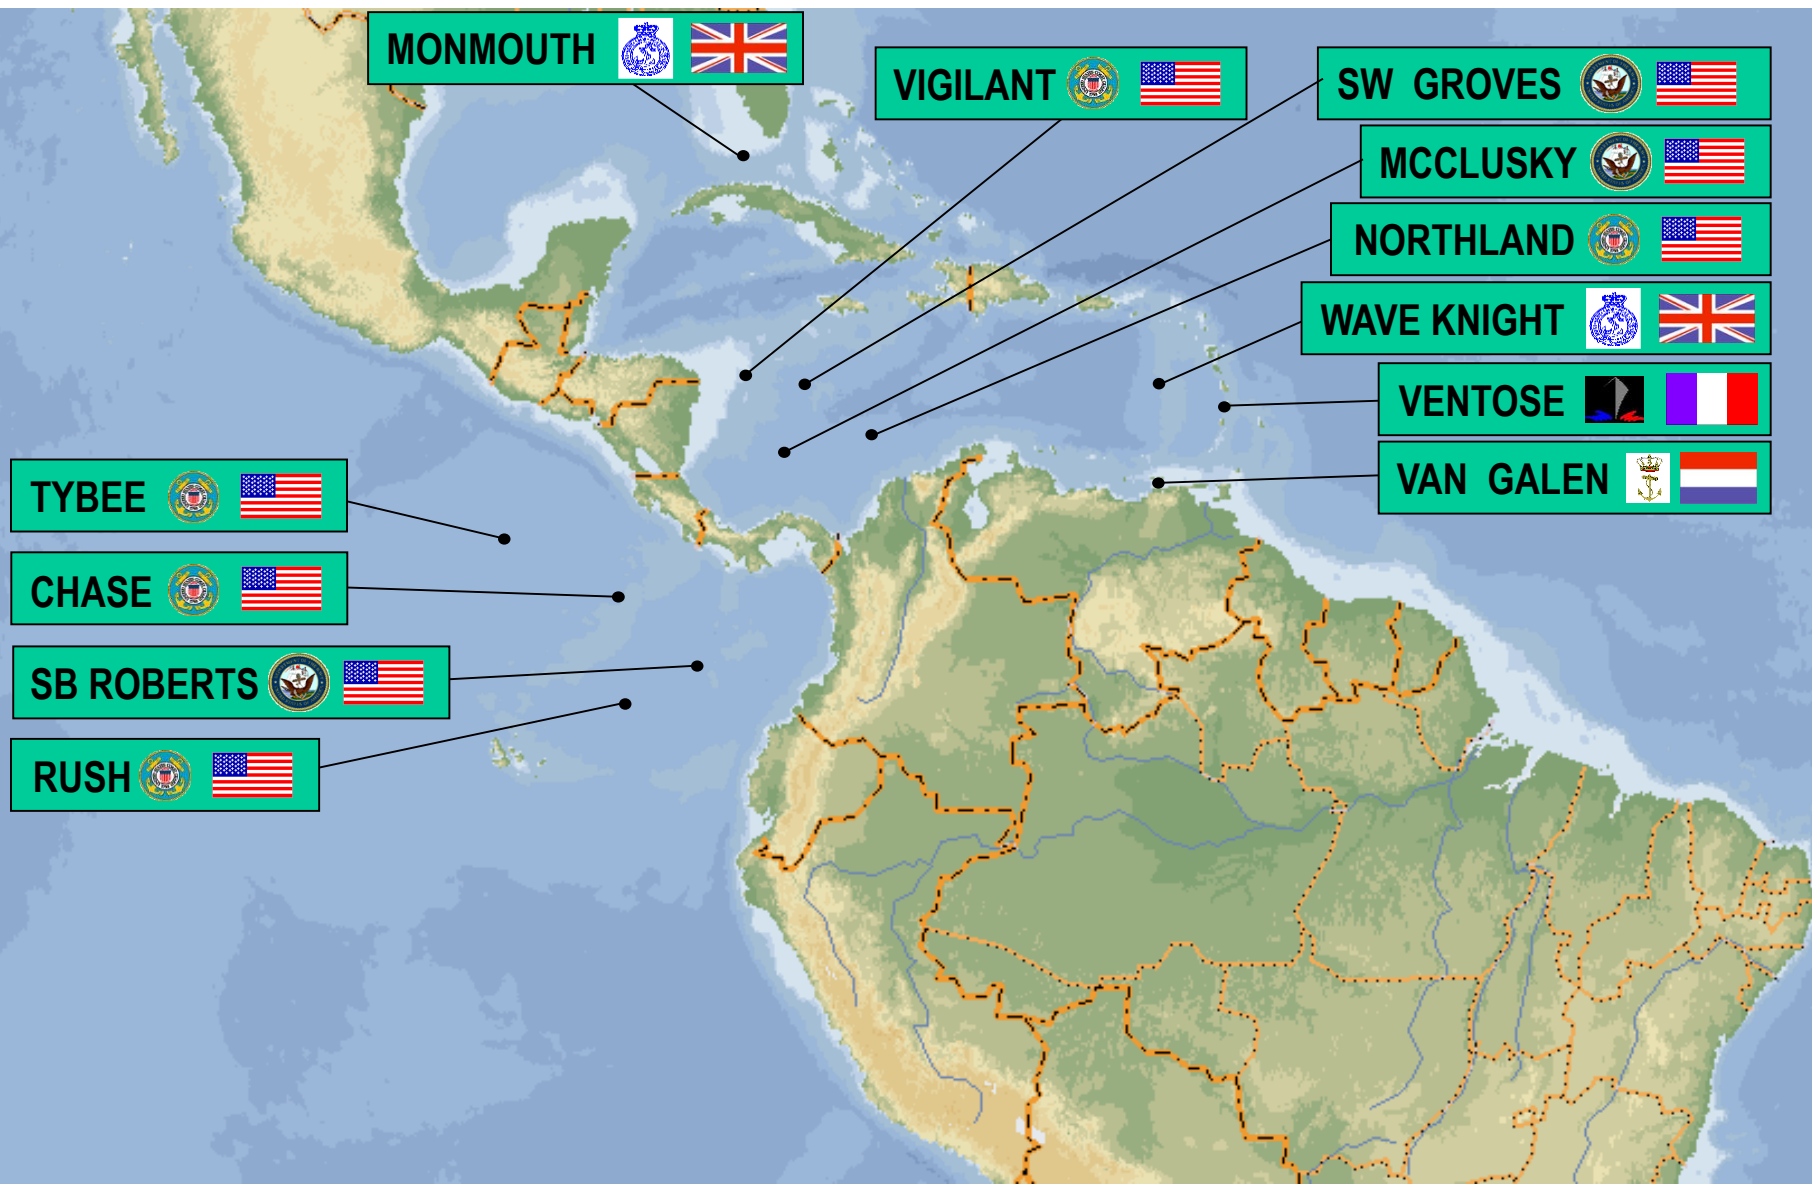 MONMOUTH
VIGILANT
SW GROVES
MCCLUSKY
NORTHLAND
WAVE KNIGHT
VENTOSE
VAN GALEN
TYBEE
CHASE
SB ROBERTS
RUSH